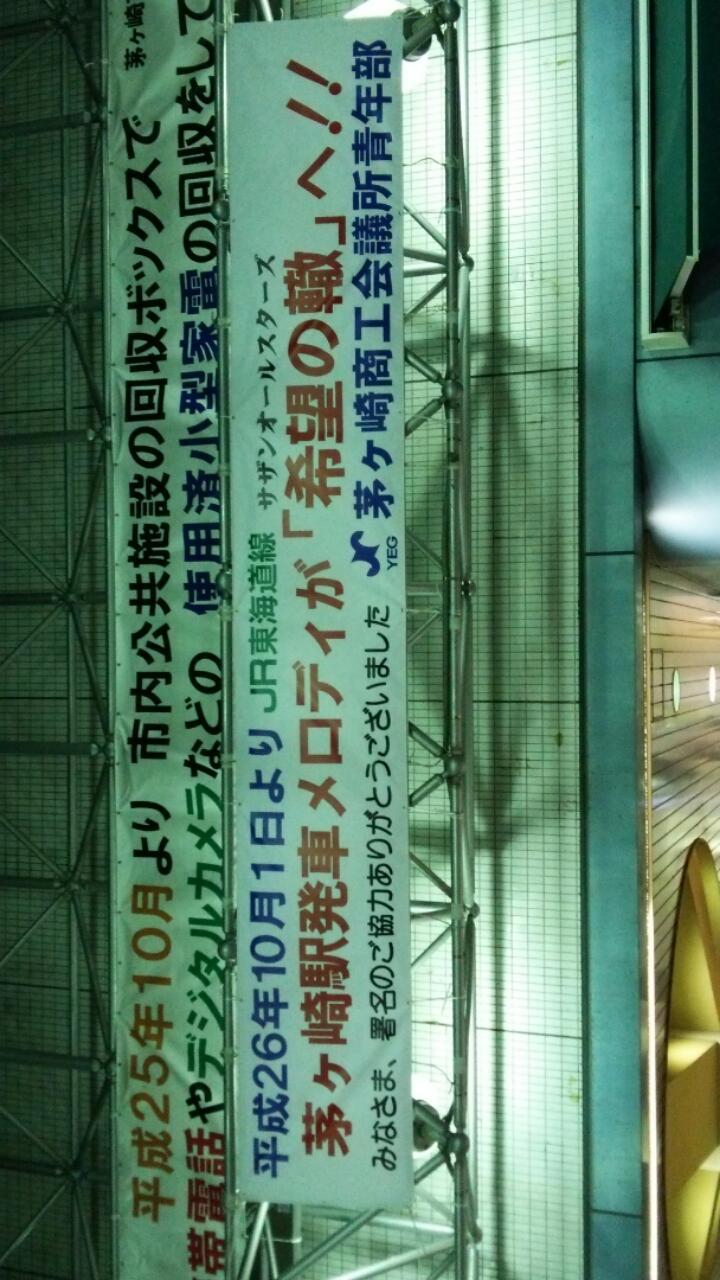 茅ヶ崎
平成25年10月より 市内公共施設の回収ボックスで
帯電話やデジタルカメラなどの 使用済小型家電の回収をして
平成26年10月1日より JR東海道線 サザンオールスターズ
茅ヶ崎駅発車メロディが「希望の轍」へ!!
みなさま、署名のご協力ありがとうございました YEG 茅ヶ崎商工会議所青年部